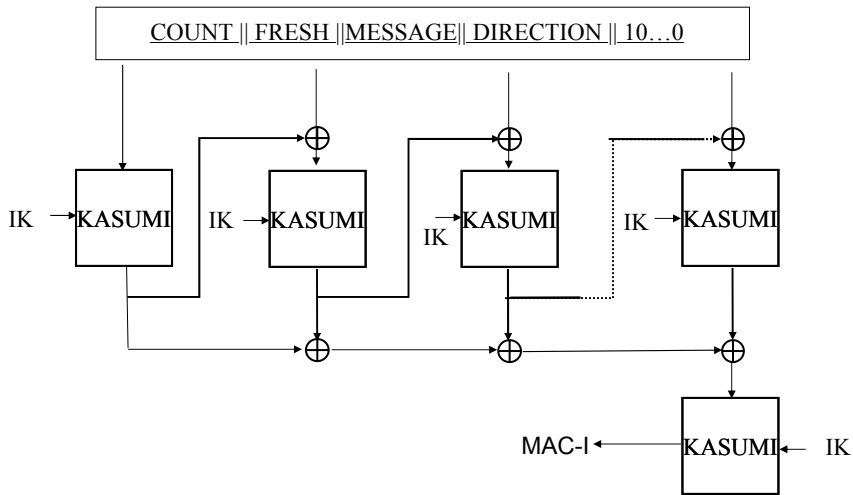 COUNT || FRESH ||MESSAGE|| DIRECTION || 10…0
IK
KASUMI
IK
KASUMI
IK
KASUMI
IK
KASUMI
MAC-I
KASUMI
IK